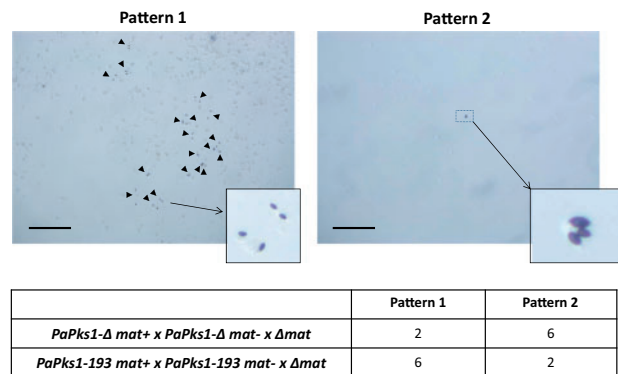 Pattern 1 Pattern 2
Pattern 1 Pattern 2
PaPks1-Δ mat+ x PaPks1-Δ mat- x Δmat 2 6
PaPks1-193 mat+ x PaPks1-193 mat- x Δmat 6 2